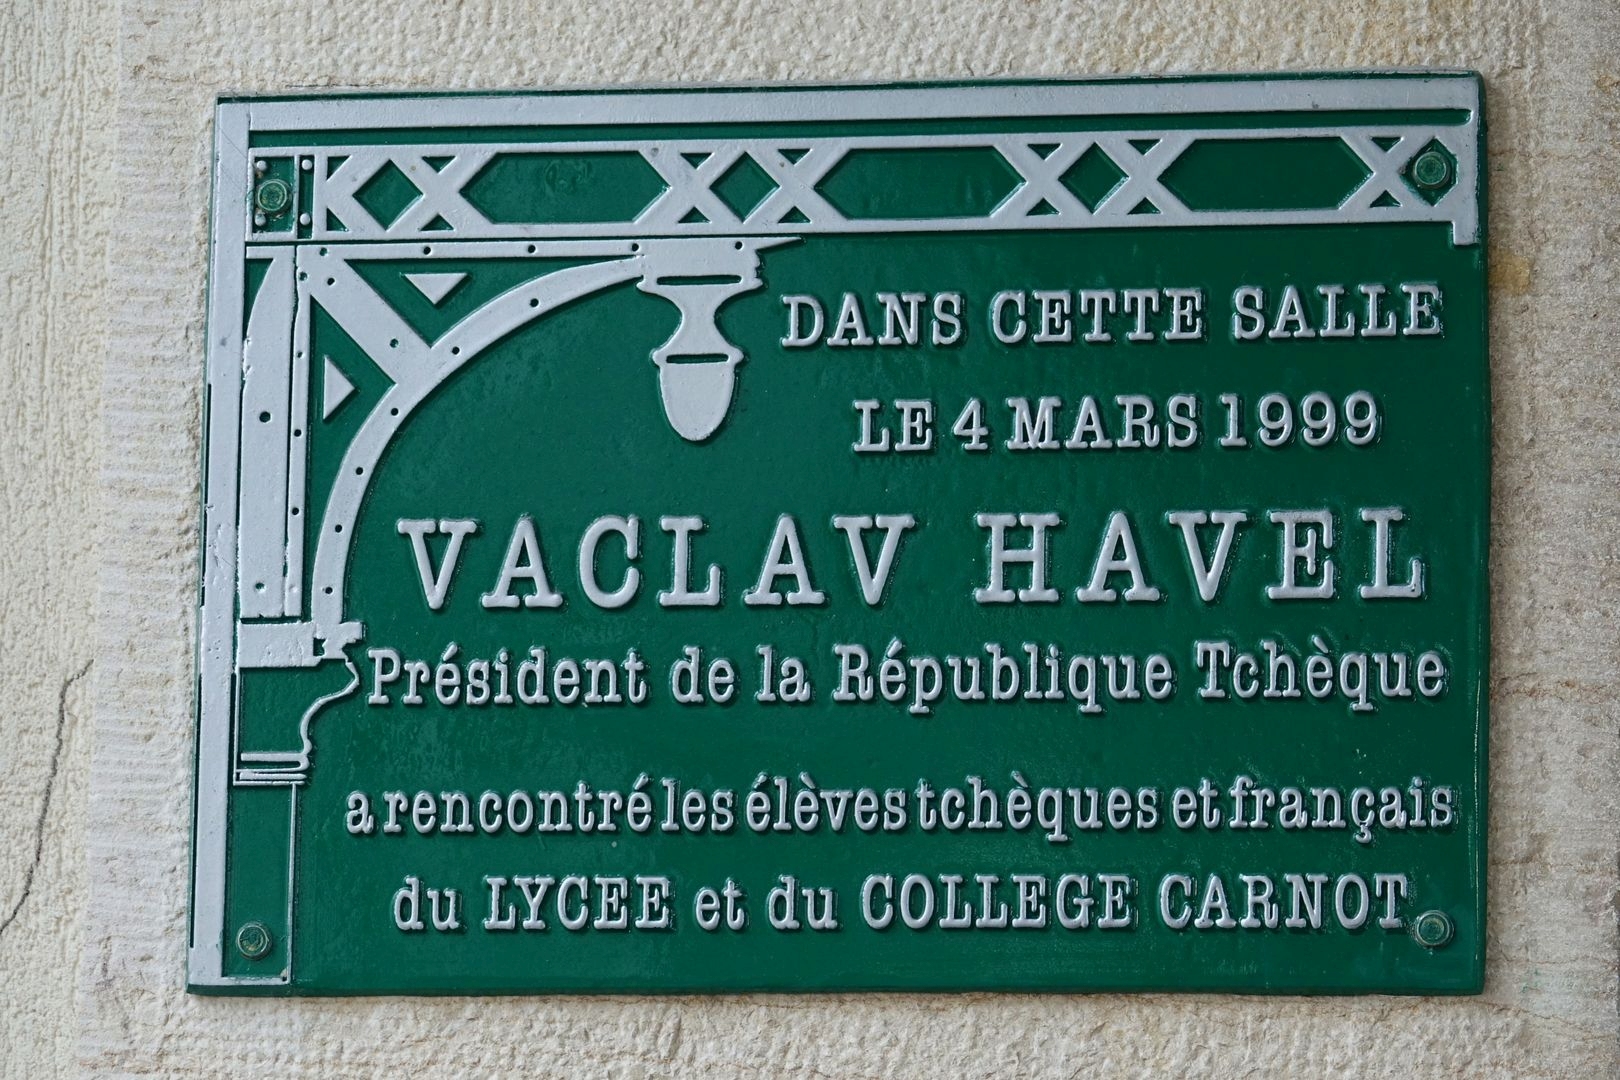 DANS CETTE SALLE
LE 4 MARS 1999
VACLAV HAVEL
Président de la République Tchèque
a rencontré les élèves tchèques et français
du LYCEE et du COLLEGE CARNOT